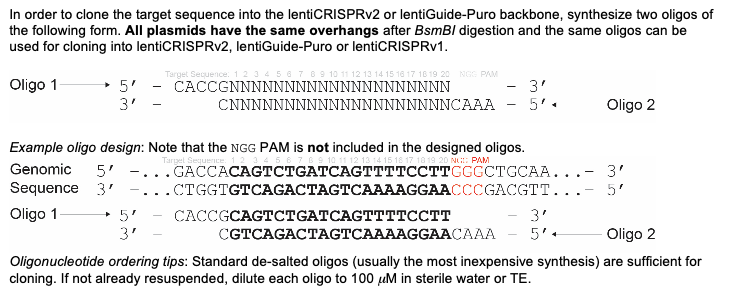 In order to clone the target sequence into the lentiCRISPRv2 or lentiGuide-Puro backbone, synthesize two oligos of
the following form. All plasmids have the same overhangs after BsmBI digestion and the same oligos can be
used for cloning into lentiCRISPRv2, lentiGuide-Puro or lentiCRISPRv1.
Target Sequence: 1 2 3 4 5 6 7 8 9 10 11 12 13 14 15 16 17 18 19 20 NGG PAM
Oligo 1 5' – CACCGNNNNNNNNNNNNNNNNNNNN – 3'
3' – CNNNNNNNNNNNNNNNNNNNNCAAA – 5' Oligo 2
Example oligo design: Note that the NGG PAM is not included in the designed oligos.
Target Sequence: 1 2 3 4 5 6 7 8 9 10 11 12 13 14 15 16 17 18 19 20 NGG PAM
Genomic 5' –...GACCACAGTCTGATCAGTTTTCCTTGGGCTGCAA...– 3'
Sequence 3' –...CTGGTGTCAGACTAGTCAAAAGGAACCCGACGTT...– 5'
Oligo 1 5' – CACCGCAGTCTGATCAGTTTTCCTT – 3'
3' – CGTCAGACTAGTCAAAAGGAACAAA – 5' Oligo 2
Oligonucleotide ordering tips: Standard de-salted oligos (usually the most inexpensive synthesis) are sufficient for
cloning. If not already resuspended, dilute each oligo to 100 μM in sterile water or TE.